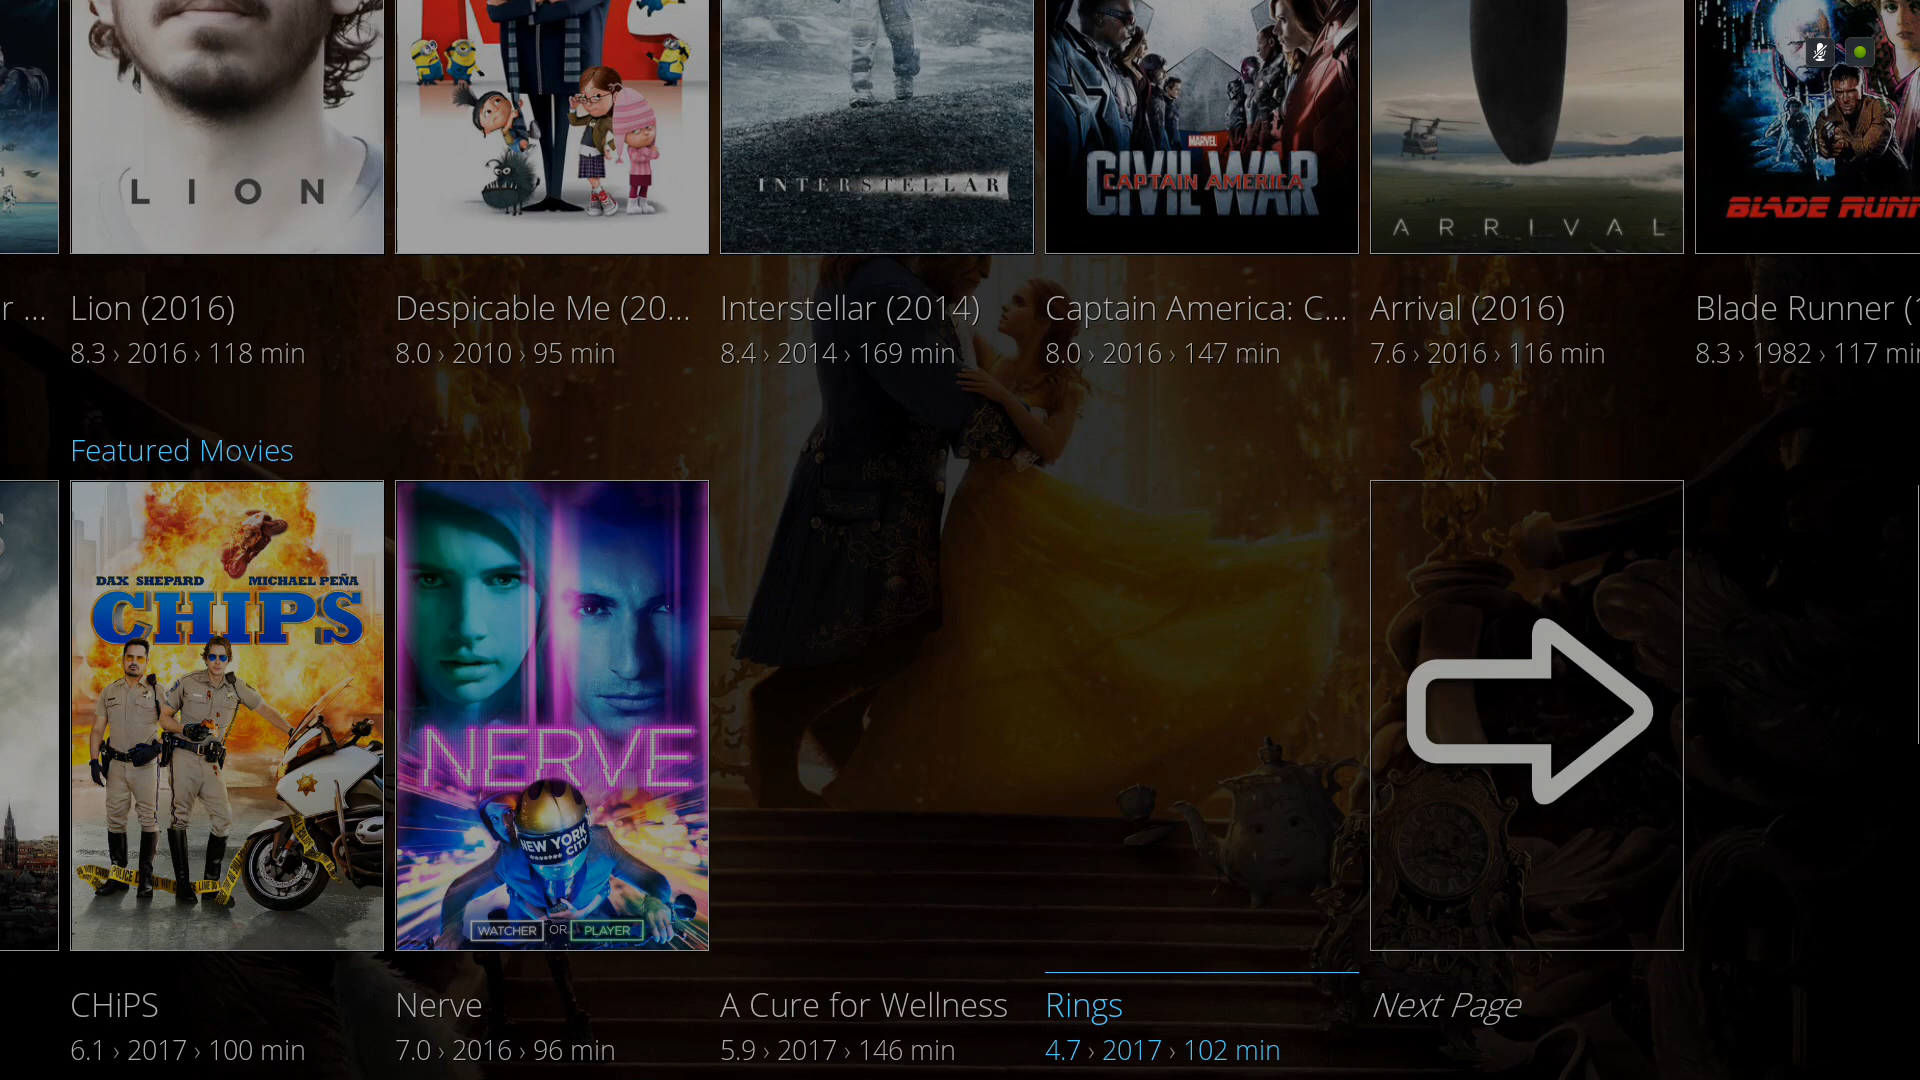 LION
INTERSTELLAR
MARVEL
CAPTAIN AMERICA
CIVIL WAR
ARRIVAL
BLADE RUNN
r ...
Lion (2016)
Despicable Me (20...
Interstellar (2014)
Captain America: C...
Arrival (2016)
Blade Runner (1
8.3 › 2016 › 118 min
8.0 › 2010 › 95 min
8.4 › 2014 › 169 min
8.0 › 2016 › 147 min
7.6 › 2016 › 116 min
8.3 › 1982 › 117 min
Featured Movies
DAX SHEPARD MICHAEL PEÑA
CHIPS
NERVE
NEW YORK
CITY
WATCHER OR PLAYER
CHiPS
Nerve
A Cure for Wellness
Rings
Next Page
6.1 › 2017 › 100 min
7.0 › 2016 › 96 min
5.9 › 2017 › 146 min
4.7 › 2017 › 102 min